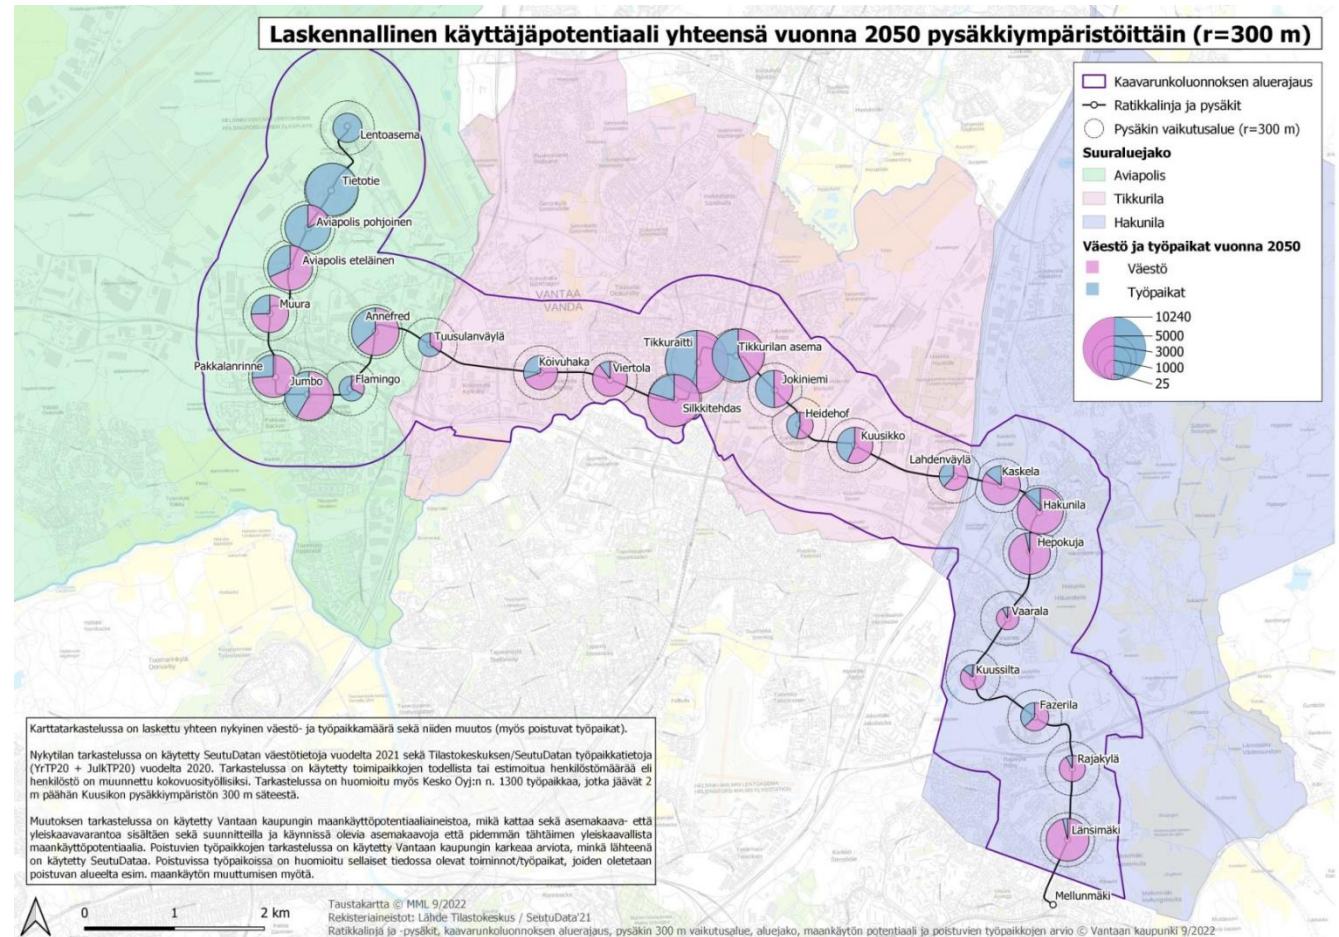 Laskennallinen käyttäjäpotentiaali yhteensä vuonna 2050 pysäkkiympäristöittäin (r=300 m)
Kaavarunkoluonnoksen aluerajaus
Ratikkalinja ja pysäkit
Pysäkin vaikutusalue (r=300 m)
Suuraluejako
Aviapolis
Tikkurila
Hakunila
Väestö ja työpaikat vuonna 2050
Väestö
Työpaikat
10240
5000
3000
1000
25
Lentoasema
Tietotie
Aviapolis pohjoinen
Aviapolis eteläinen
Muura
Annefred
Tuusulanväylä
Pakkalanrinne
Jumbo
Flamingo
VANTAA
VANDA
Koivuhaka
Viertola
Tikkuraitti
Tikkurilan asema
Silkkitehdas
Jokiniemi
Heidehof
Kuusikko
Lahdenväylä
Kaskela
Hakunila
Hepokuja
Vaarala
Kuussilta
Fazerila
Rajakylä
Länsimäki
Mellunmäki
Karttatarkastelussa on laskettu yhteen nykyinen väestö- ja työpaikkamäärä sekä niiden muutos (myös poistuvat työpaikat).
Nykytilan tarkastelussa on käytetty SeutuDatan väestötietoja vuodelta 2021 sekä Tilastokeskuksen/SeutuDatan työpaikkatietoja
(YrTP20 + JulkTP20) vuodelta 2020. Tarkastelussa on käytetty toimipaikkojen todellista tai estimoitua henkilöstömäärää eli
henkilöstö on muunnettu kokovuosityöllisiksi. Tarkastelussa on huomioitu myös Kesko Oyj:n n. 1300 työpaikkaa, jotka jäävät 2
m päähän Kuusikon pysäkkiympäristön 300 m säteestä.
Muutoksen tarkastelussa on käytetty Vantaan kaupungin maankäyttöpotentiaaliaineistoa, mikä kattaa sekä asemakaava- että
yleiskaavavarantoa sisältäen sekä suunnitteilla ja käynnissä olevia asemakaavoja että pidemmän tähtäimen yleiskaavallista
maankäyttöpotentiaalia. Poistuvien työpaikkojen tarkastelussa on käytetty Vantaan kaupungin karkeaa arviota, minkä lähteenä
on käytetty SeutuDataa. Poistuvissa työpaikoissa on huomioitu sellaiset tiedossa olevat toiminnot/työpaikat, joiden oletetaan
poistuvan alueelta esim. maankäytön muuttumisen myötä.
0 1 2 km
Taustakartta © MML 9/2022
Rekisteriaineistot: Lähde Tilastokeskus / SeutuData'21
Ratikkalinja ja -pysäkit, kaavarunkoluonnoksen aluerajaus, pysäkin 300 m vaikutusalue, aluejako, maankäytön potentiaali ja poistuvien työpaikkojen arvio © Vantaan kaupunki 9/2022